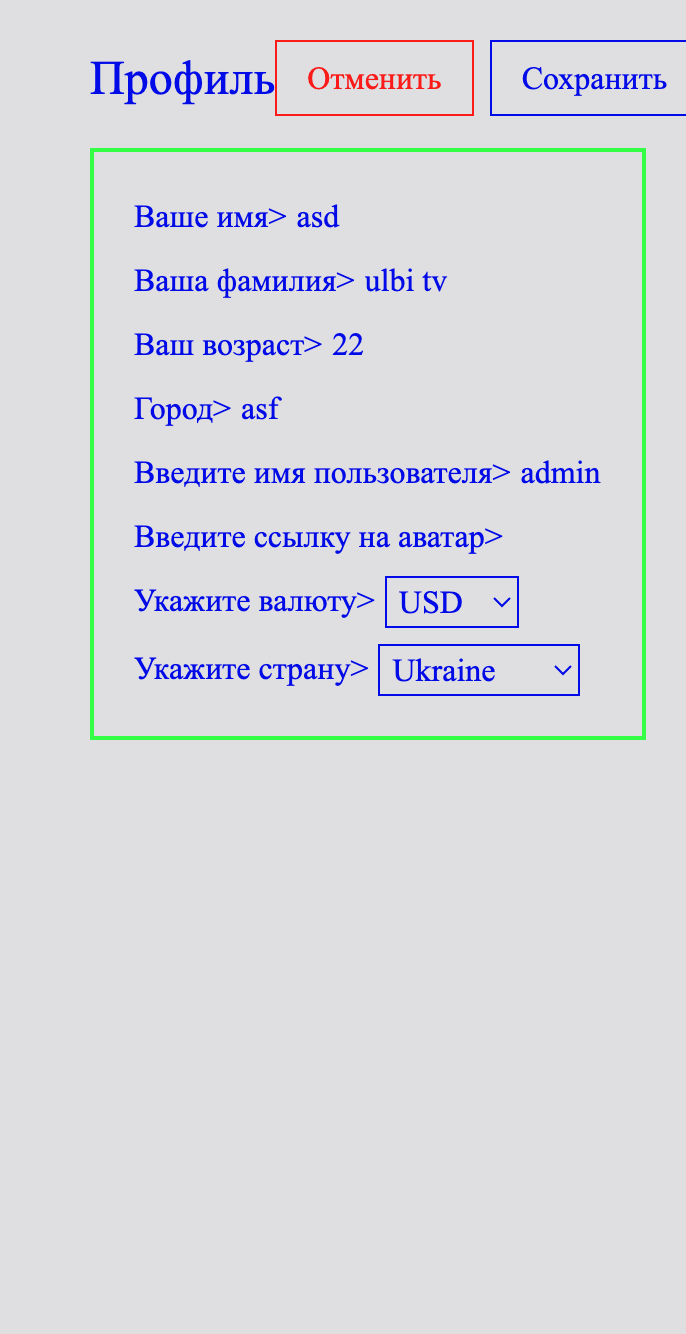 Профиль Отменить Сохранить
Ваше имя> asd
Ваша фамилия> ulbi tv
Ваш возраст> 22
Город> asf
Введите имя пользователя> admin
Введите ссылку на аватар>
Укажите валюту> USD
Укажите страну> Ukraine